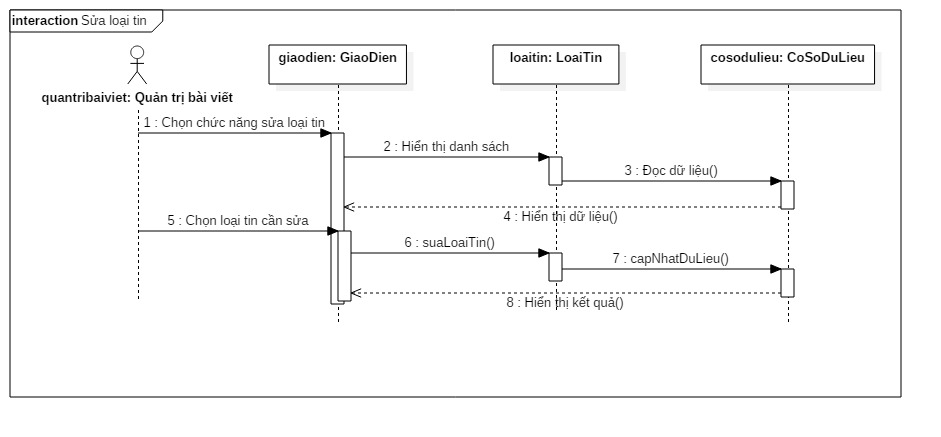 interaction Sửa loại tin
giaodien: GiaoDien
loaitin: LoaiTin
cosodulieu: CoSoDuLieu
quantribaiviet: Quản trị bài viết
1 : Chọn chức năng sửa loại tin
2 : Hiển thị danh sách
3 : Đọc dữ liệu()
4 : Hiển thị dữ liệu()
5 : Chọn loại tin cần sửa
6 : suaLoaiTin()
7 : capNhatDuLieu()
8 : Hiển thị kết quả()